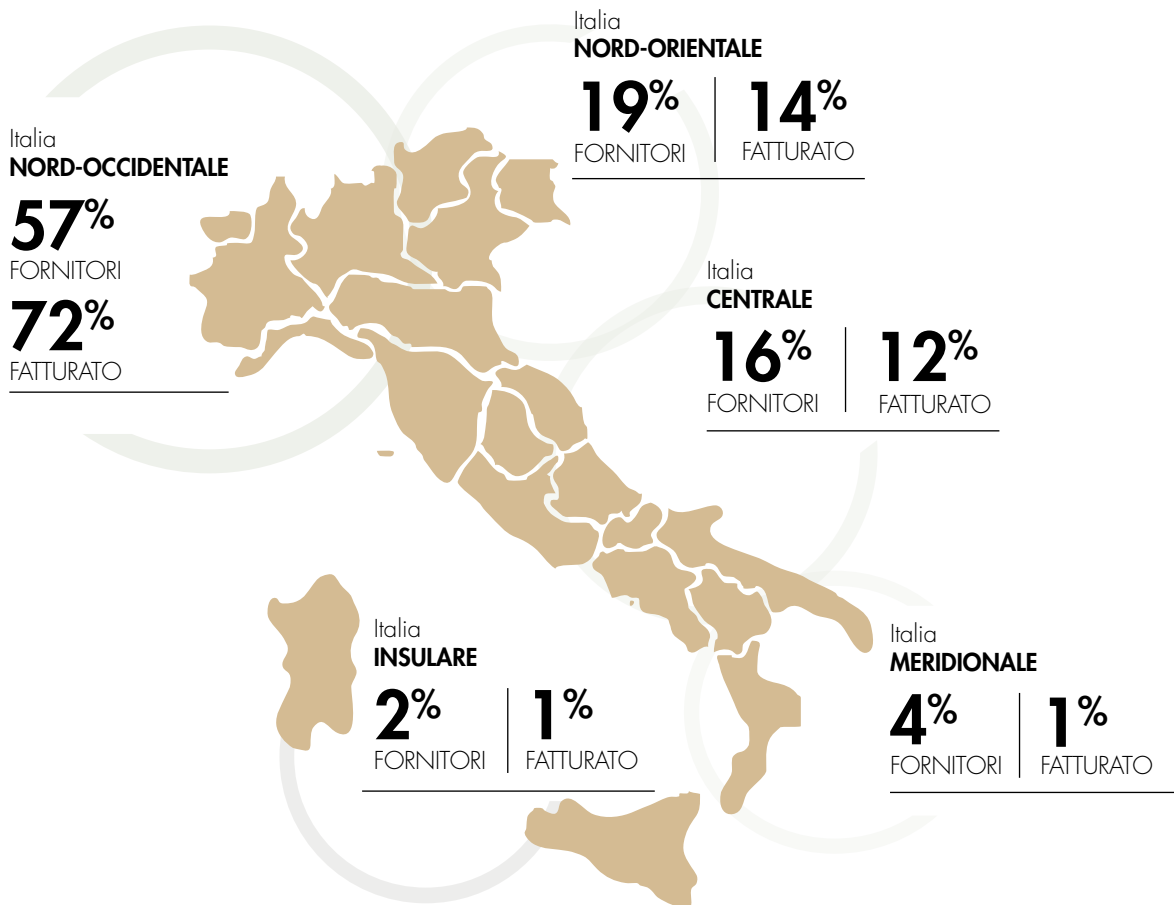 Italia
NORD-ORIENTALE
19% 14%
FORNITORI FATTURATO
Italia
NORD-OCCIDENTALE
57%
FORNITORI
72%
FATTURATO
Italia
CENTRALE
16% 12%
FORNITORI FATTURATO
Italia
INSULARE
2% 1%
FORNITORI FATTURATO
Italia
MERIDIONALE
4% 1%
FORNITORI FATTURATO